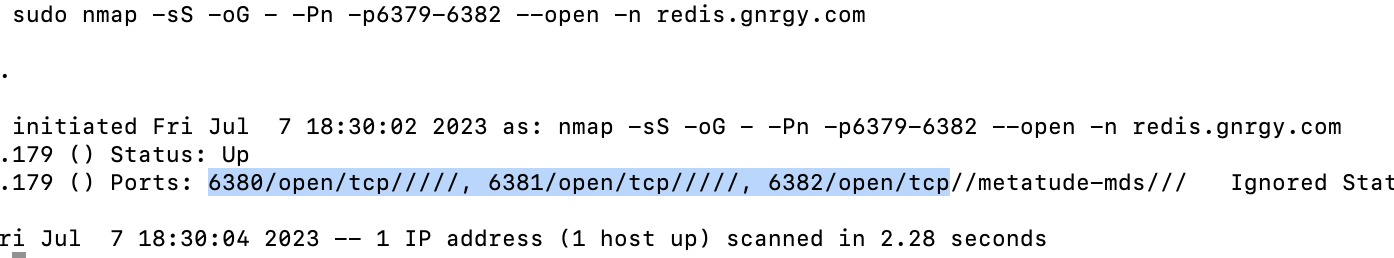 sudo nmap -sS -oG - -Pn -p6379-6382 --open -n redis.gnrgy.com
.
initiated Fri Jul  7 18:30:02 2023 as: nmap -sS -oG - -Pn -p6379-6382 --open -n redis.gnrgy.com
.179 () Status: Up
.179 () Ports: 6380/open/tcp/////, 6381/open/tcp/////, 6382/open/tcp//metatude-mds///   Ignored Stat
ri Jul  7 18:30:04 2023 -- 1 IP address (1 host up) scanned in 2.28 seconds